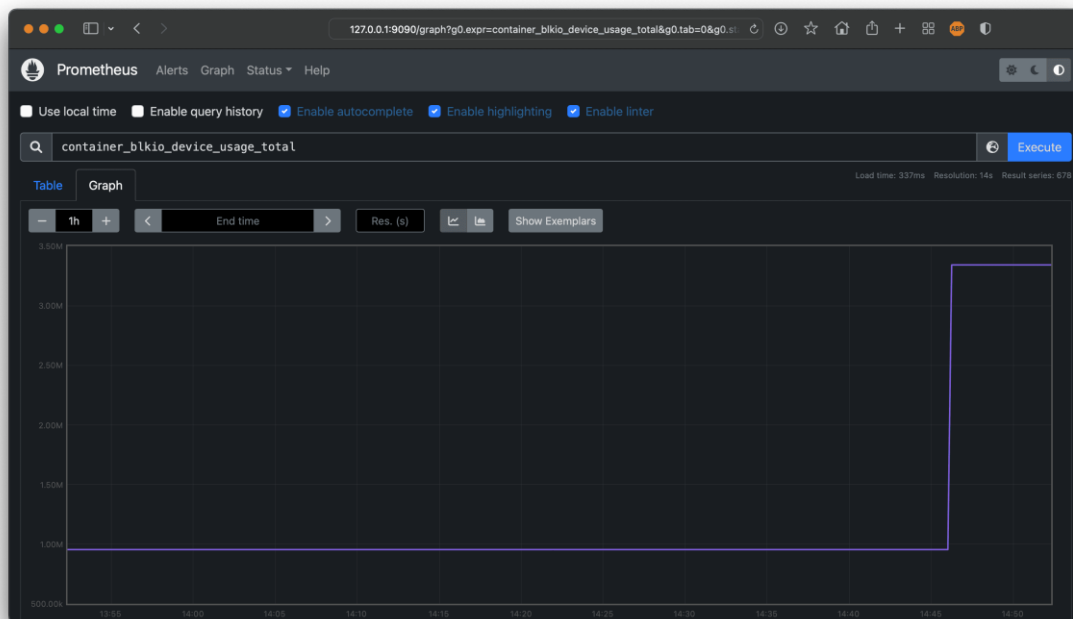 127.0.0.1:9090/graph?g0.expr=container_blkio_device_usage_total&g0.tab=0&g0.st
ABP
Prometheus Alerts Graph Status Help
Use local time Enable query history Enable autocomplete Enable highlighting Enable linter
container_blkio_device_usage_total Execute
Load time: 337ms Resolution: 14s Result series: 678
Table Graph
− 1h + < End time > Res. (s) Show Exemplars
3.50M
3.00M
2.50M
2.00M
1.50M
1.00M
500.00k
13:55 14:00 14:05 14:10 14:15 14:20 14:25 14:30 14:35 14:40 14:45 14:50